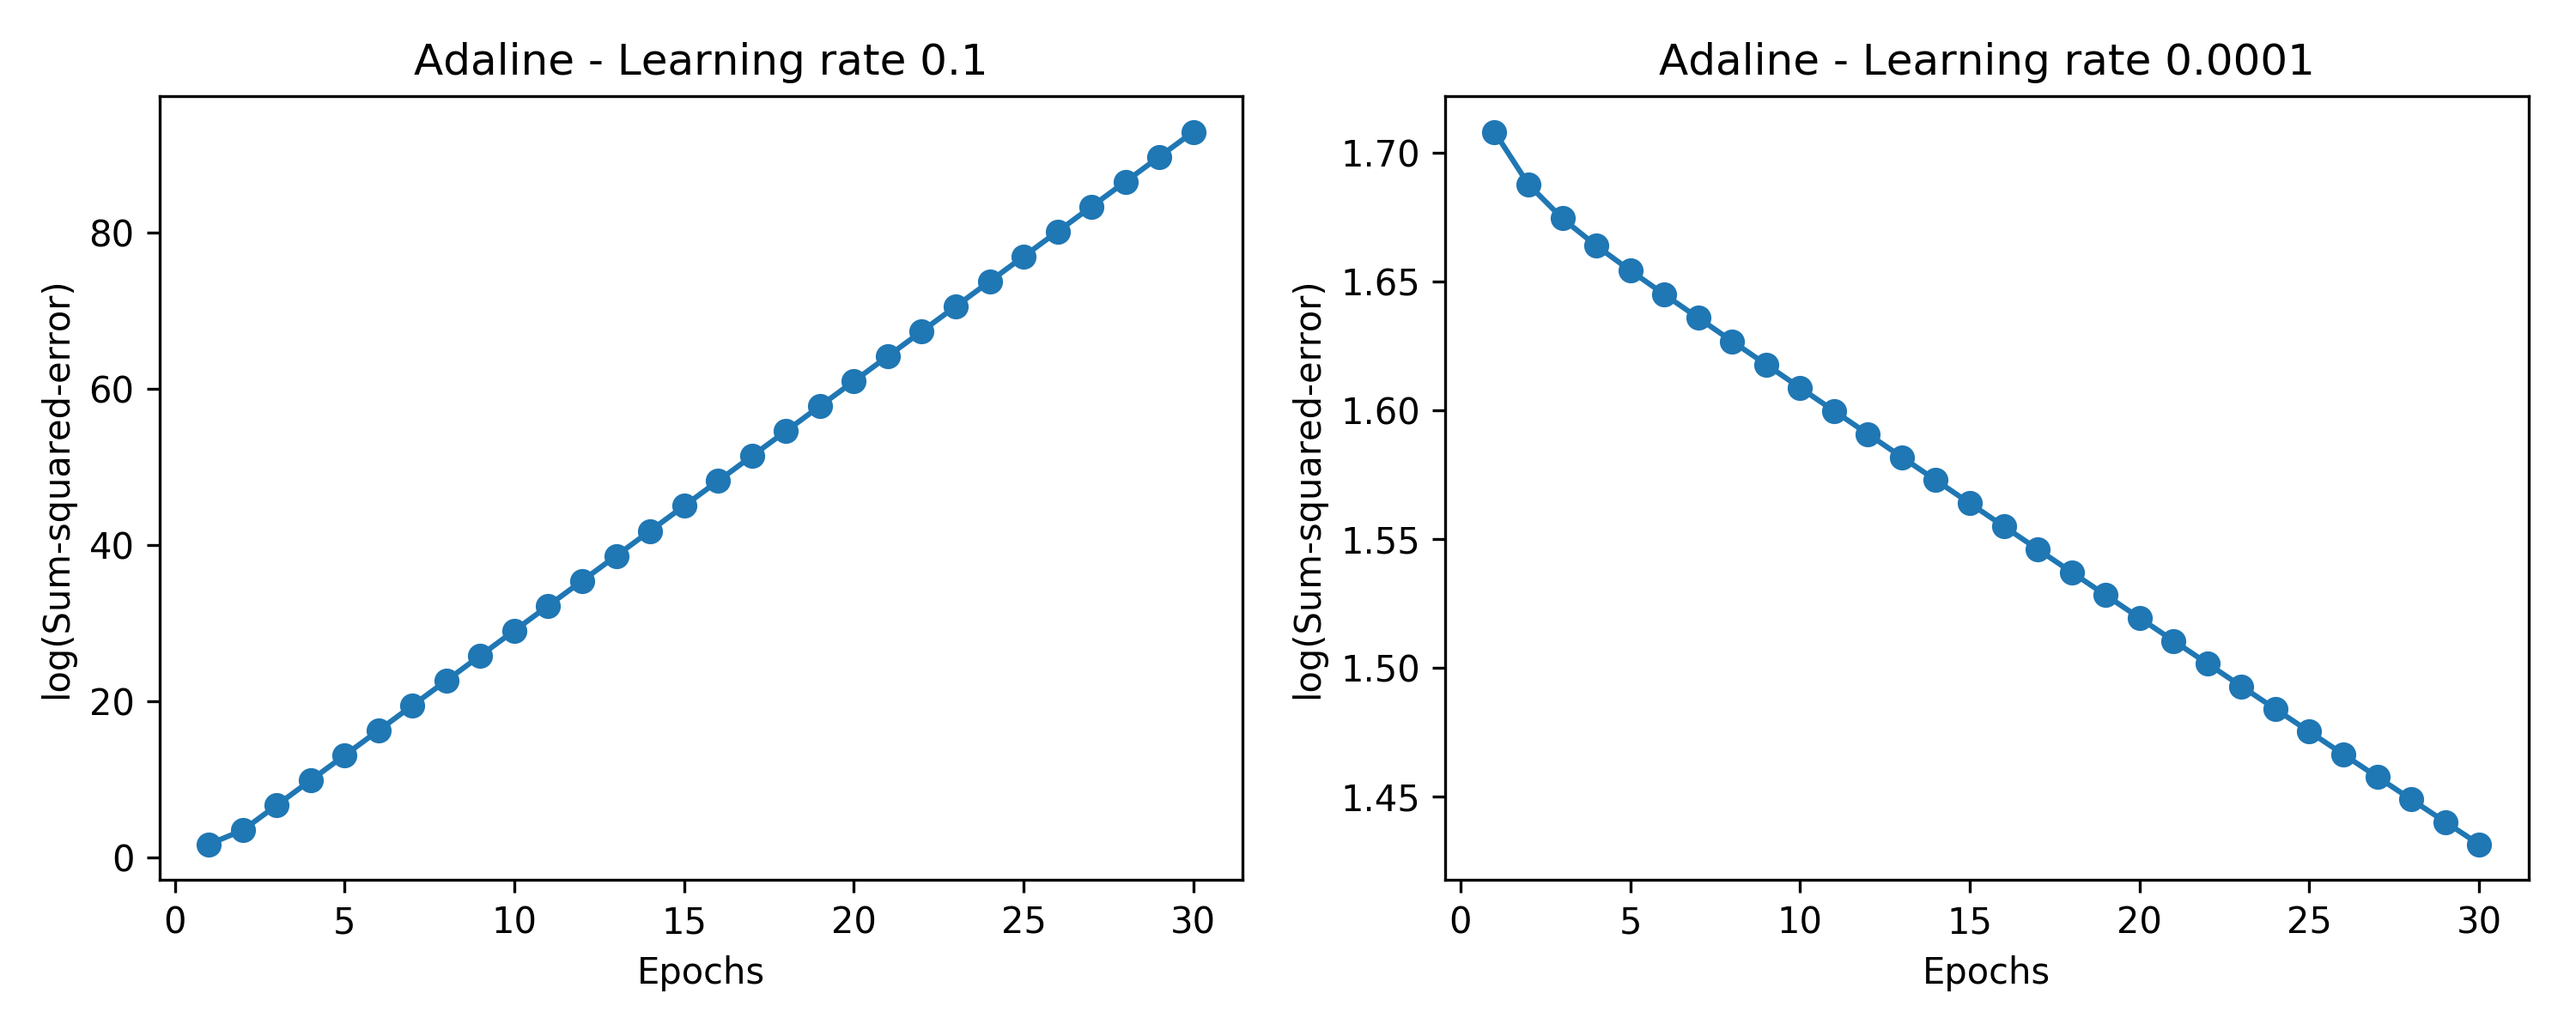 Adaline - Learning rate 0.1
log(Sum-squared-error)
80
60
40
20
0
0 5 10 15 20 25 30
Epochs
Adaline - Learning rate 0.0001
log(Sum-squared-error)
1.70
1.65
1.60
1.55
1.50
1.45
0 5 10 15 20 25 30
Epochs